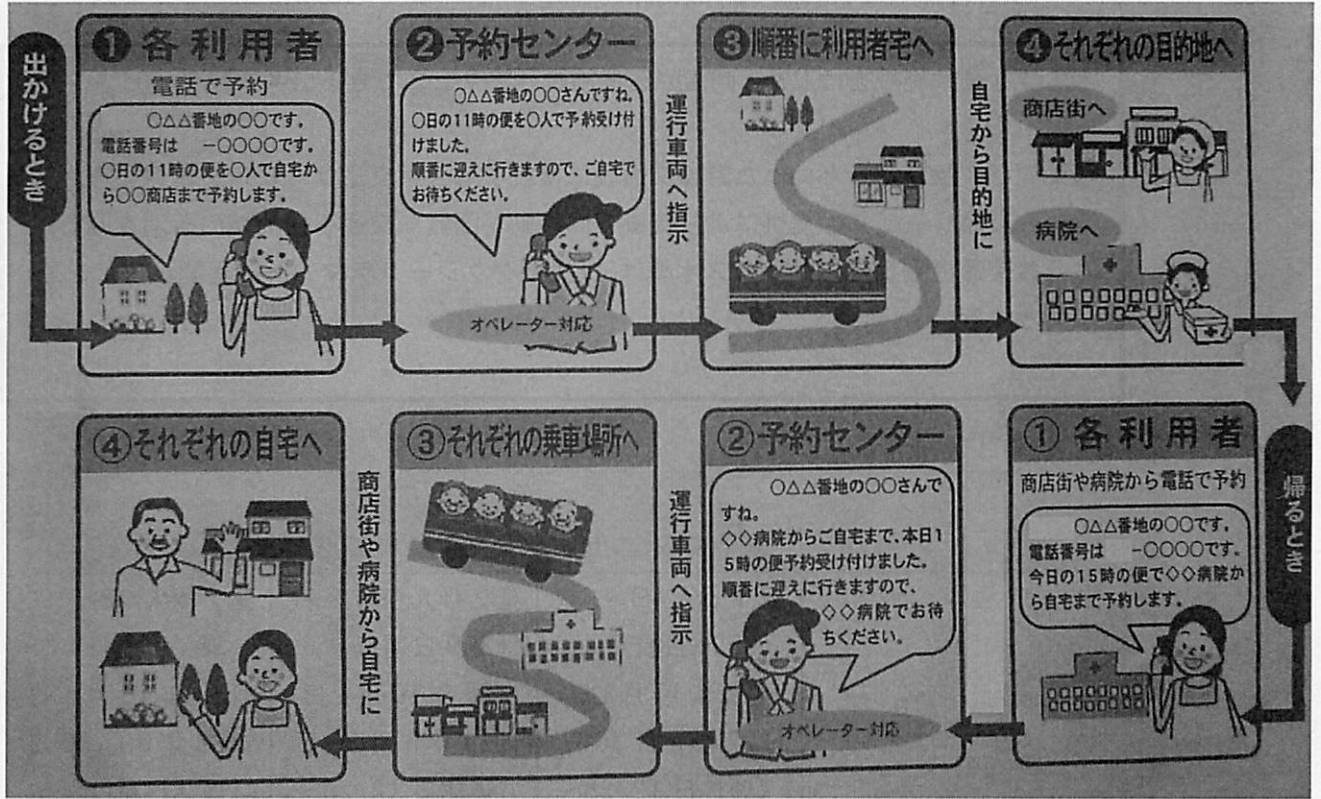 出かけるとき
❶各利用者
電話で予約
○△△番地の○○です。
電話番号は　−○○○○です。
○日の11時の便を○人で自宅か
ら○○商店まで予約します。
❷予約センター
○△△番地の○○さんですね。
○日の11時の便を○人で予約受け付
けました。
順番に迎えに行きますので、ご自宅で
お待ちください。
オペレーター対応
運行車両へ指示
❸順番に利用者宅へ
自宅から目的地に
❹それぞれの目的地へ
商店街へ
病院へ
帰るとき
①各利用者
商店街や病院から電話で予約
○△△番地の○○です。
電話番号は　−○○○○です。
今日の15時の便で◇◇病院か
ら自宅まで予約します。
②予約センター
○△△番地の○○さんで
すね。
◇◇病院からご自宅まで、本日1
5時の便予約受け付けました。
順番に迎えに行きますので、
◇◇病院でお待
ちください。
オペレーター対応
運行車両へ指示
③それぞれの乗車場所へ
商店街や病院から自宅に
④それぞれの自宅へ